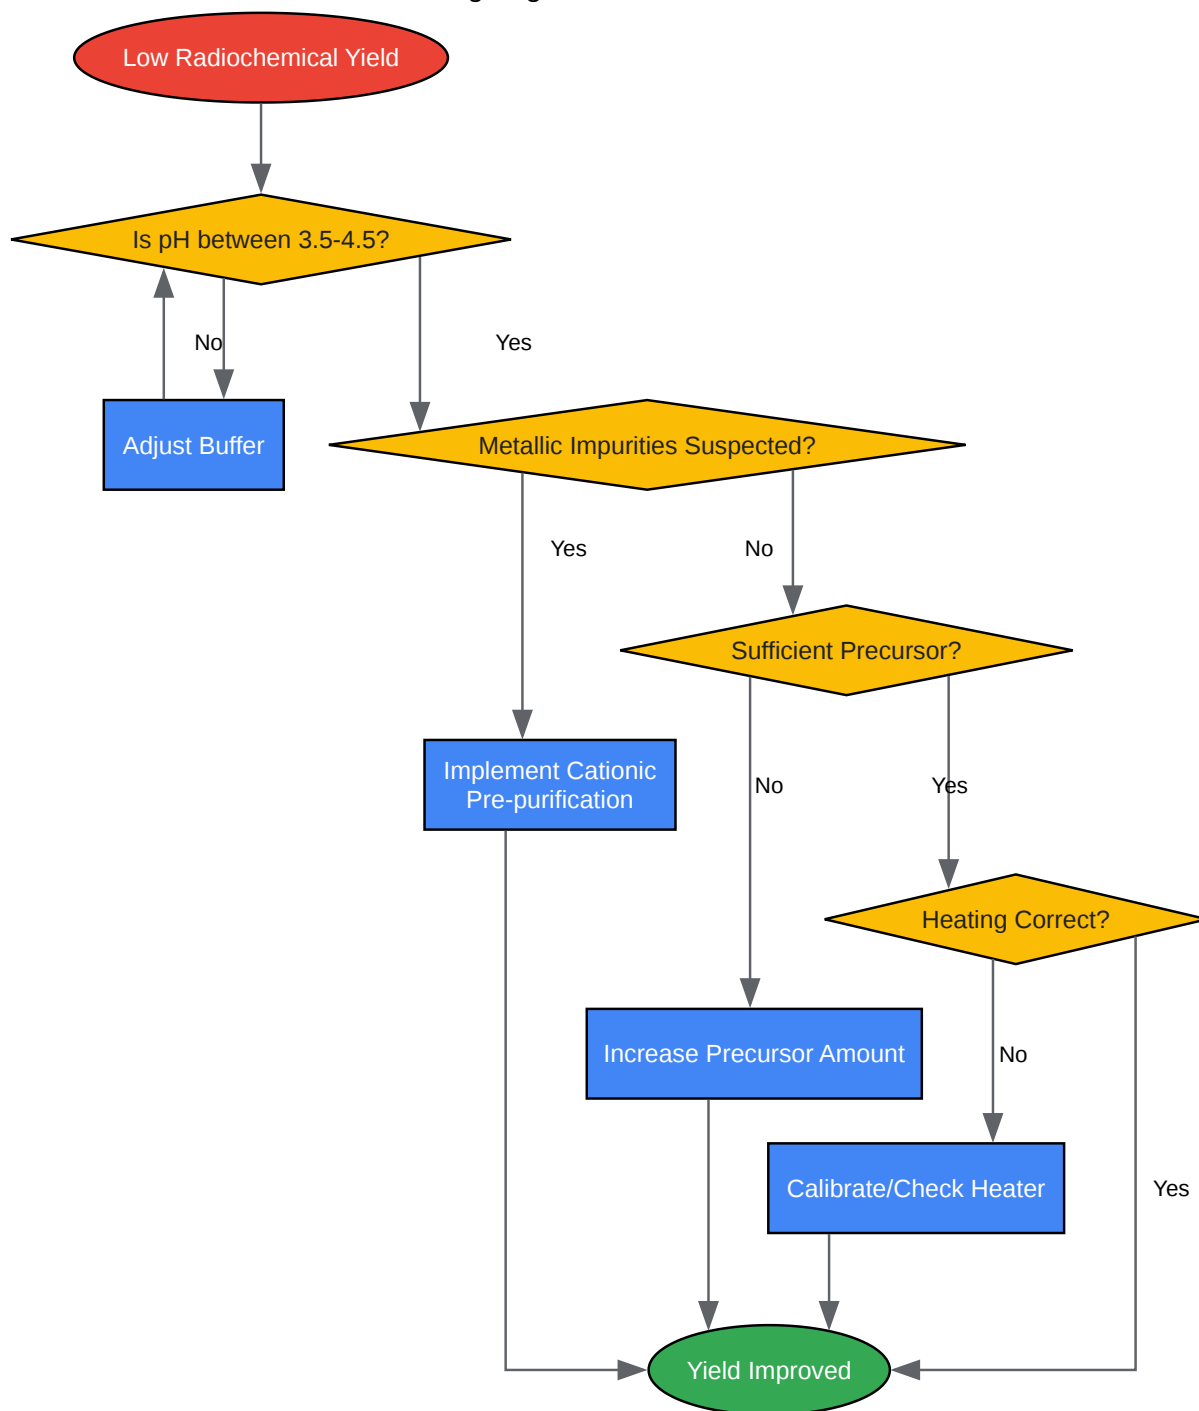 Low Radiochemical Yield
Is pH between 3.5-4.5?
No
Yes
Adjust Buffer
Metallic Impurities Suspected?
Yes
No
Sufficient Precursor?
Implement Cationic
Pre-purification
No
Yes
Heating Correct?
Increase Precursor Amount
No
Calibrate/Check Heater
Yes
Yield Improved